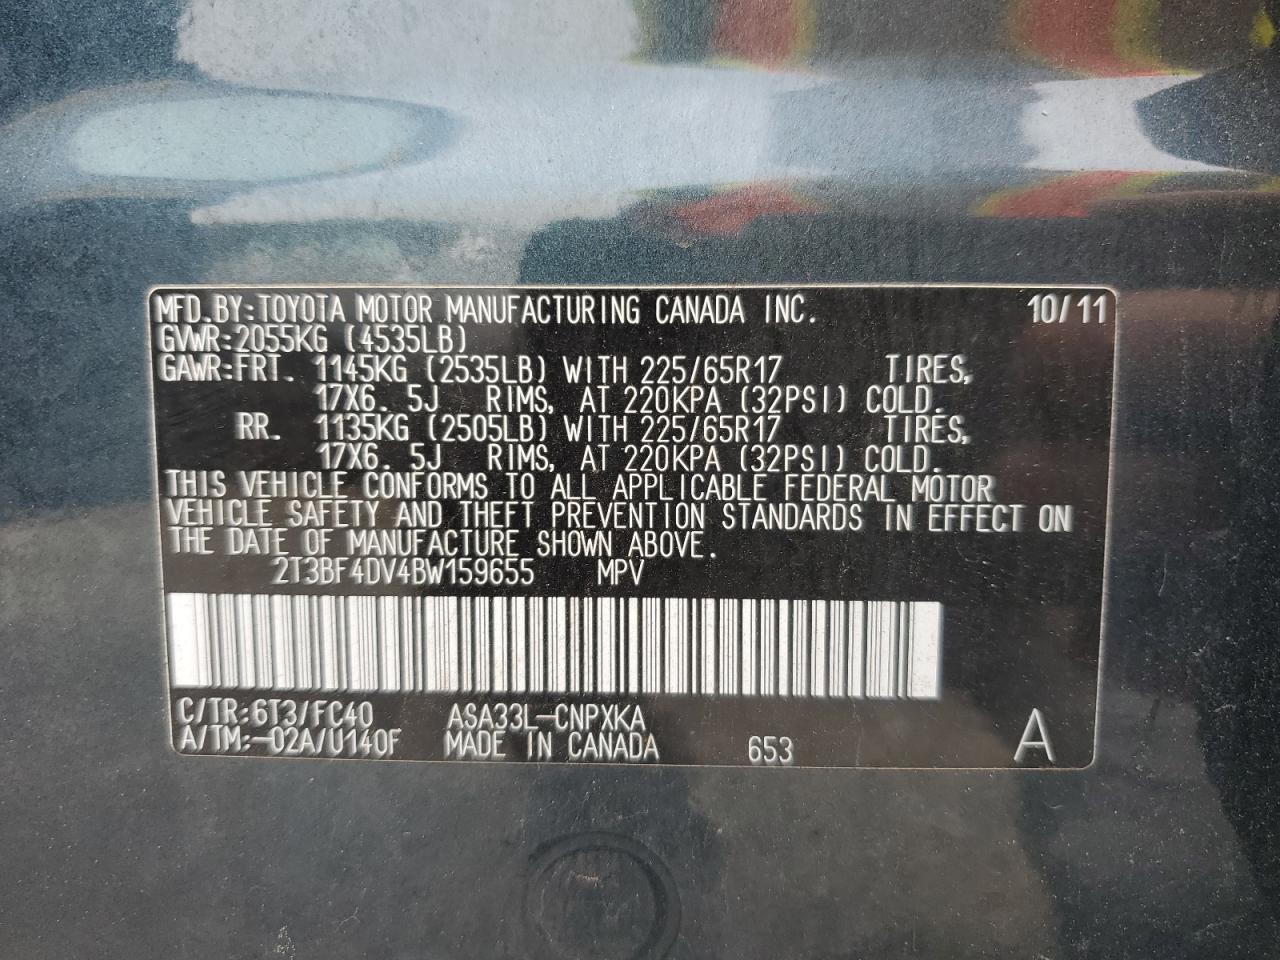 MFD.BY:TOYOTA MOTOR MANUFACTURING CANADA INC. 10/11
GVWR:2055KG (4535LB)
GAWR:FRT. 1145KG (2535LB) WITH 225/65R17 TIRES,
17X6.5J RIMS, AT 220KPA (32PSI) COLD.
RR. 1135KG (2505LB) WITH 225/65R17 TIRES,
17X6.5J RIMS, AT 220KPA (32PSI) COLD.
THIS VEHICLE CONFORMS TO ALL APPLICABLE FEDERAL MOTOR
VEHICLE SAFETY AND THEFT PREVENTION STANDARDS IN EFFECT ON
THE DATE OF MANUFACTURE SHOWN ABOVE.
2T3BF4DV4BW159655 MPV
C/TR:6T3/FC40 ASA33L-CNPXKA
A/TM:-02A/U140F MADE IN CANADA 653 A